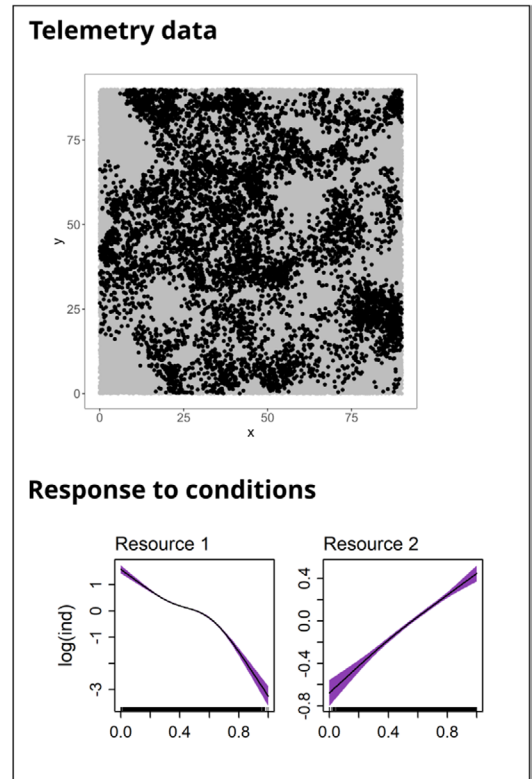 Telemetry data
75
50
25
0
y
0 25 50 75
x
Response to conditions
Resource 1 Resource 2
log(ind)
1
0
-1
-3
0.4
0.0
-0.4
-0.8
0.0 0.4 0.8 0.0 0.4 0.8